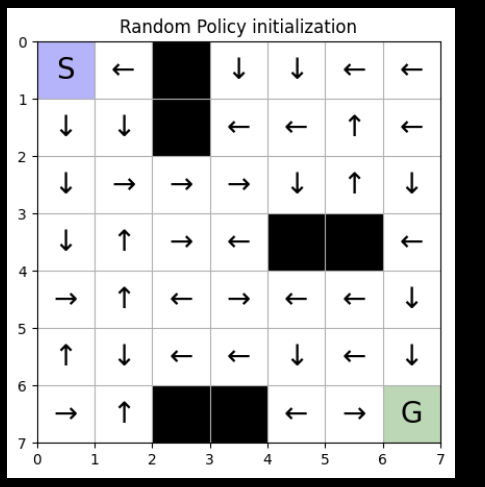 Random Policy initialization
0
S ← ↓ ↓ ← ←
1
↓ ↓ ← ← ↑ ←
2
↓ → → → ↓ ↑ ↓
3
↓ ↑ → ← ←
4
→ ↑ ← → ← ← ↓
5
↑ ↓ ← ← ↓ ← ↓
6
→ ↑ ← → G
7
0 1 2 3 4 5 6 7